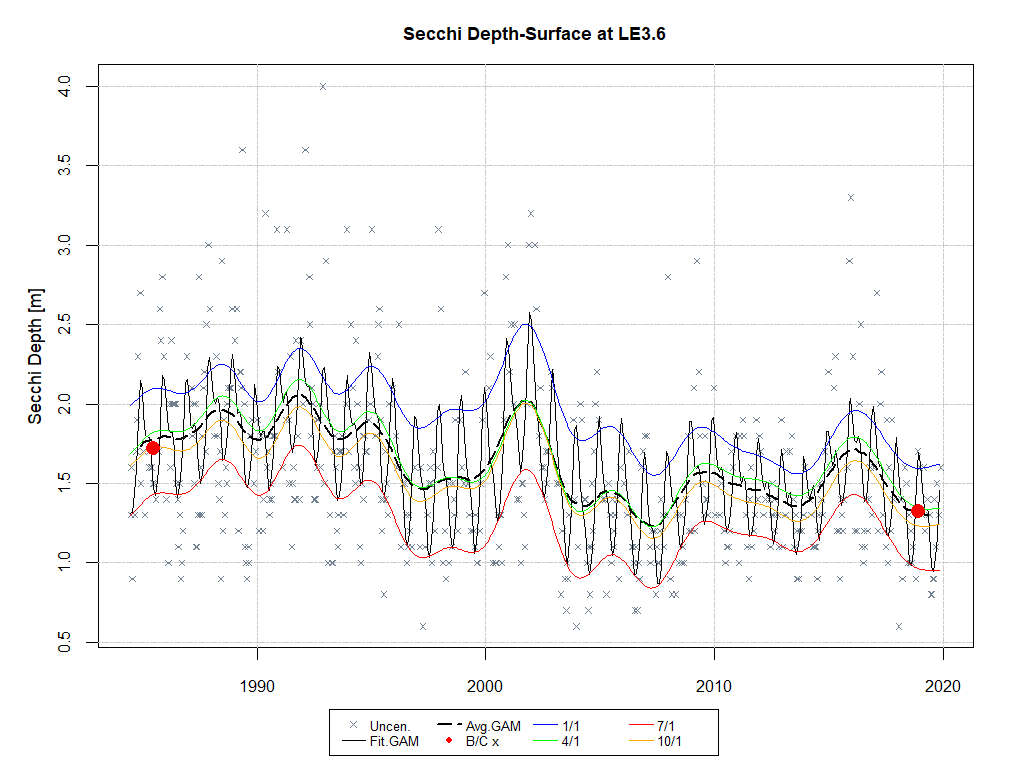 Secchi Depth-Surface at LE3.6
Secchi Depth [m]
4.0
3.5
3.0
2.5
2.0
1.5
1.0
0.5
1990 2000 2010 2020
Uncen. Avg.GAM 1/1 7/1
Fit.GAM B/C x 4/1 10/1